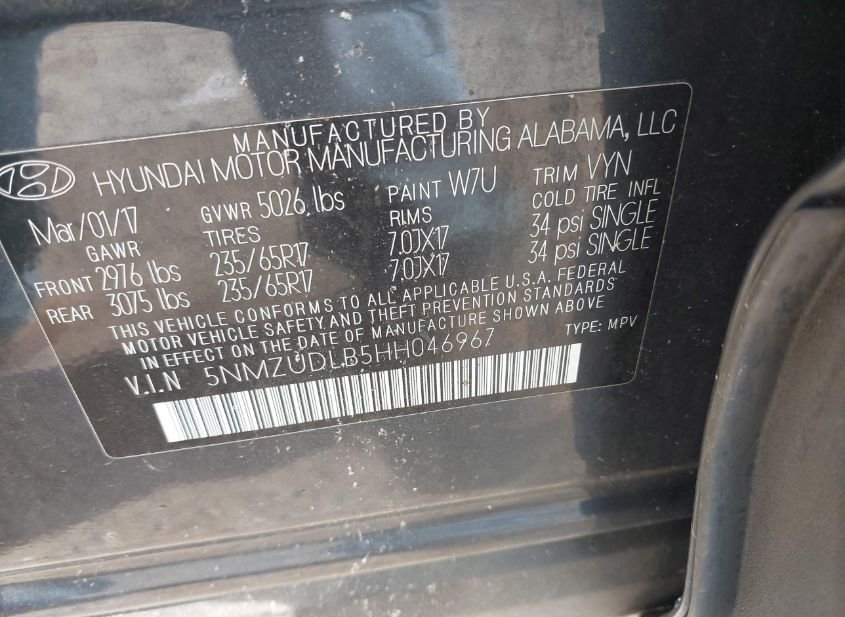 MANUFACTURED BY
HYUNDAI MOTOR MANUFACTURING ALABAMA, LLC
Mar/01/17 GVWR 5026 lbs PAINT W7U TRIM VYN
GAWR TIRES RIMS COLD TIRE INFL
FRONT 2976 lbs 235/65R17 7.0JX17 34 psi SINGLE
REAR 3075 lbs 235/65R17 7.0JX17 34 psi SINGLE
THIS VEHICLE CONFORMS TO ALL APPLICABLE U.S.A. FEDERAL
MOTOR VEHICLE SAFETY AND THEFT PREVENTION STANDARDS
IN EFFECT ON THE DATE OF MANUFACTURE SHOWN ABOVE
V.I.N 5NMZUDLB5HH046967 TYPE: MPV